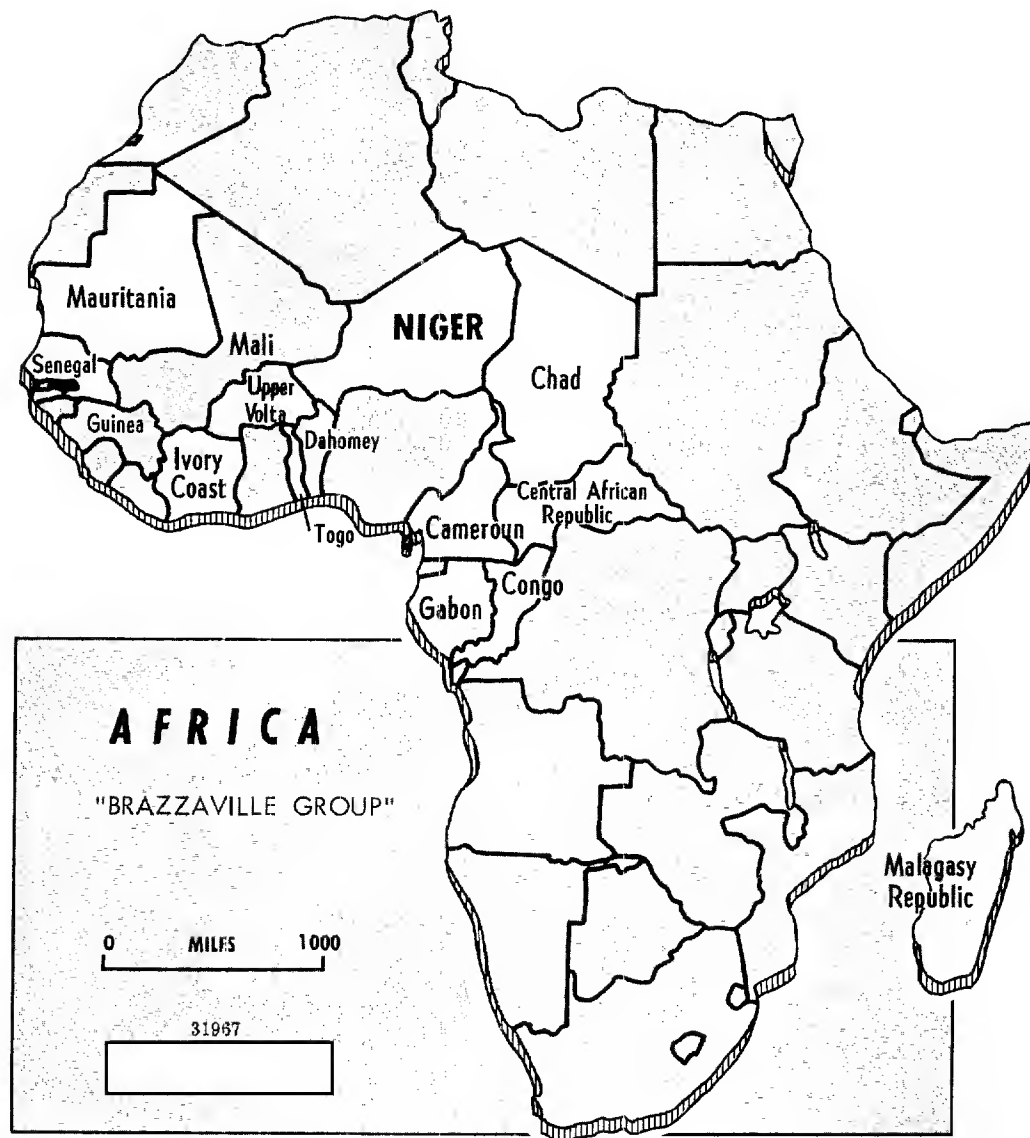 Mauritania
NIGER
Mali
Chad
Senegal
Upper
Volta
Guinea
Dahomey
Ivory
Coast
Togo
Central African
Republic
Cameroun
Congo
Gabon
AFRICA
"BRAZZAVILLE GROUP"
Malagasy
Republic
0 MILES 1000
31967